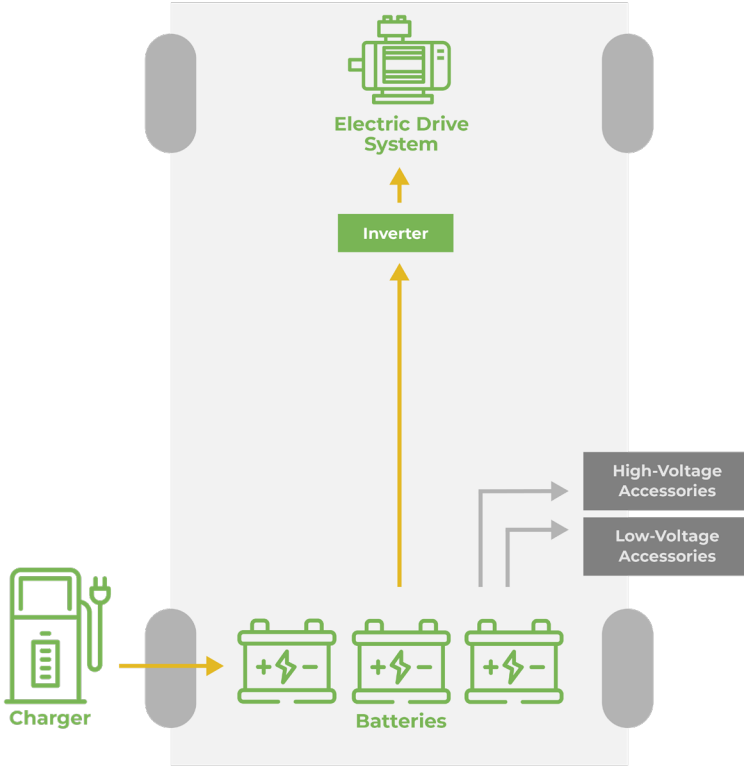 Electric Drive
System
Inverter
High-Voltage
Accessories
Low-Voltage
Accessories
Charger
Batteries